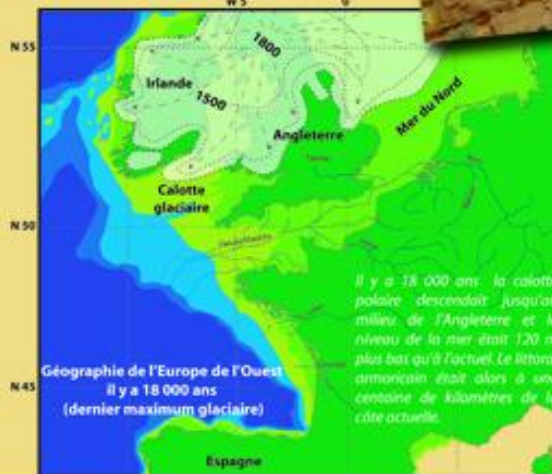 W 5
0
N 55
1800
Irlande
1500
Mer du Nord
Angleterre
Calotte
glaciaire
N 50
Il y a 18 000 ans la calotte
polaire descendait jusqu'au
milieu de l'Angleterre et le
niveau de la mer était 120 m
plus bas qu'à l'actuel. Le littoral
armoricain était alors à une
centaine de kilomètres de la
côte actuelle.
Géographie de l'Europe de l'Ouest
il y a 18 000 ans
(dernier maximum glaciaire)
N 45
Espagne